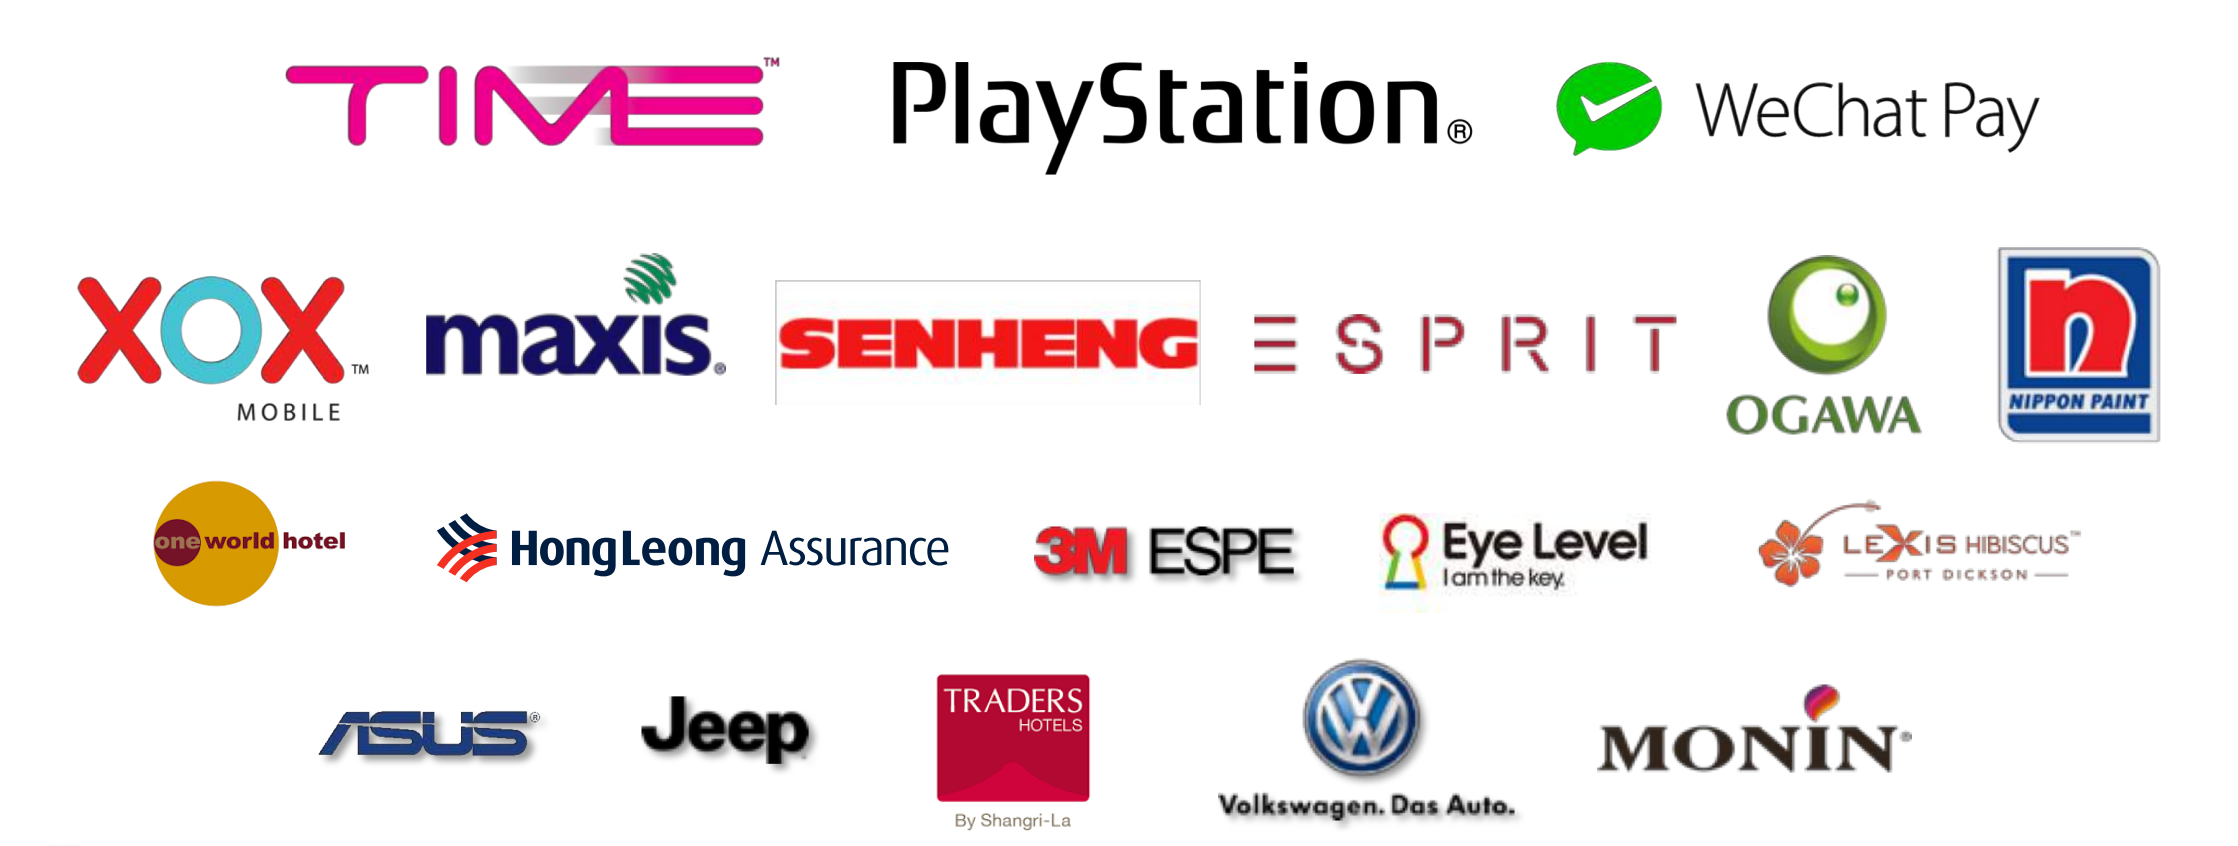 TIME™
PlayStation®
WeChat Pay
XOX™
MOBILE
maxis®
SENHENG
ESPRIT
OGAWA
n
NIPPON PAINT
one world hotel
HongLeong Assurance
3M ESPE
Eye Level
I am the key.
LEXIS HIBISCUS™
PORT DICKSON
ASUS®
Jeep
TRADERS
HOTELS
By Shangri-La
VW
Volkswagen. Das Auto.
MONIN®